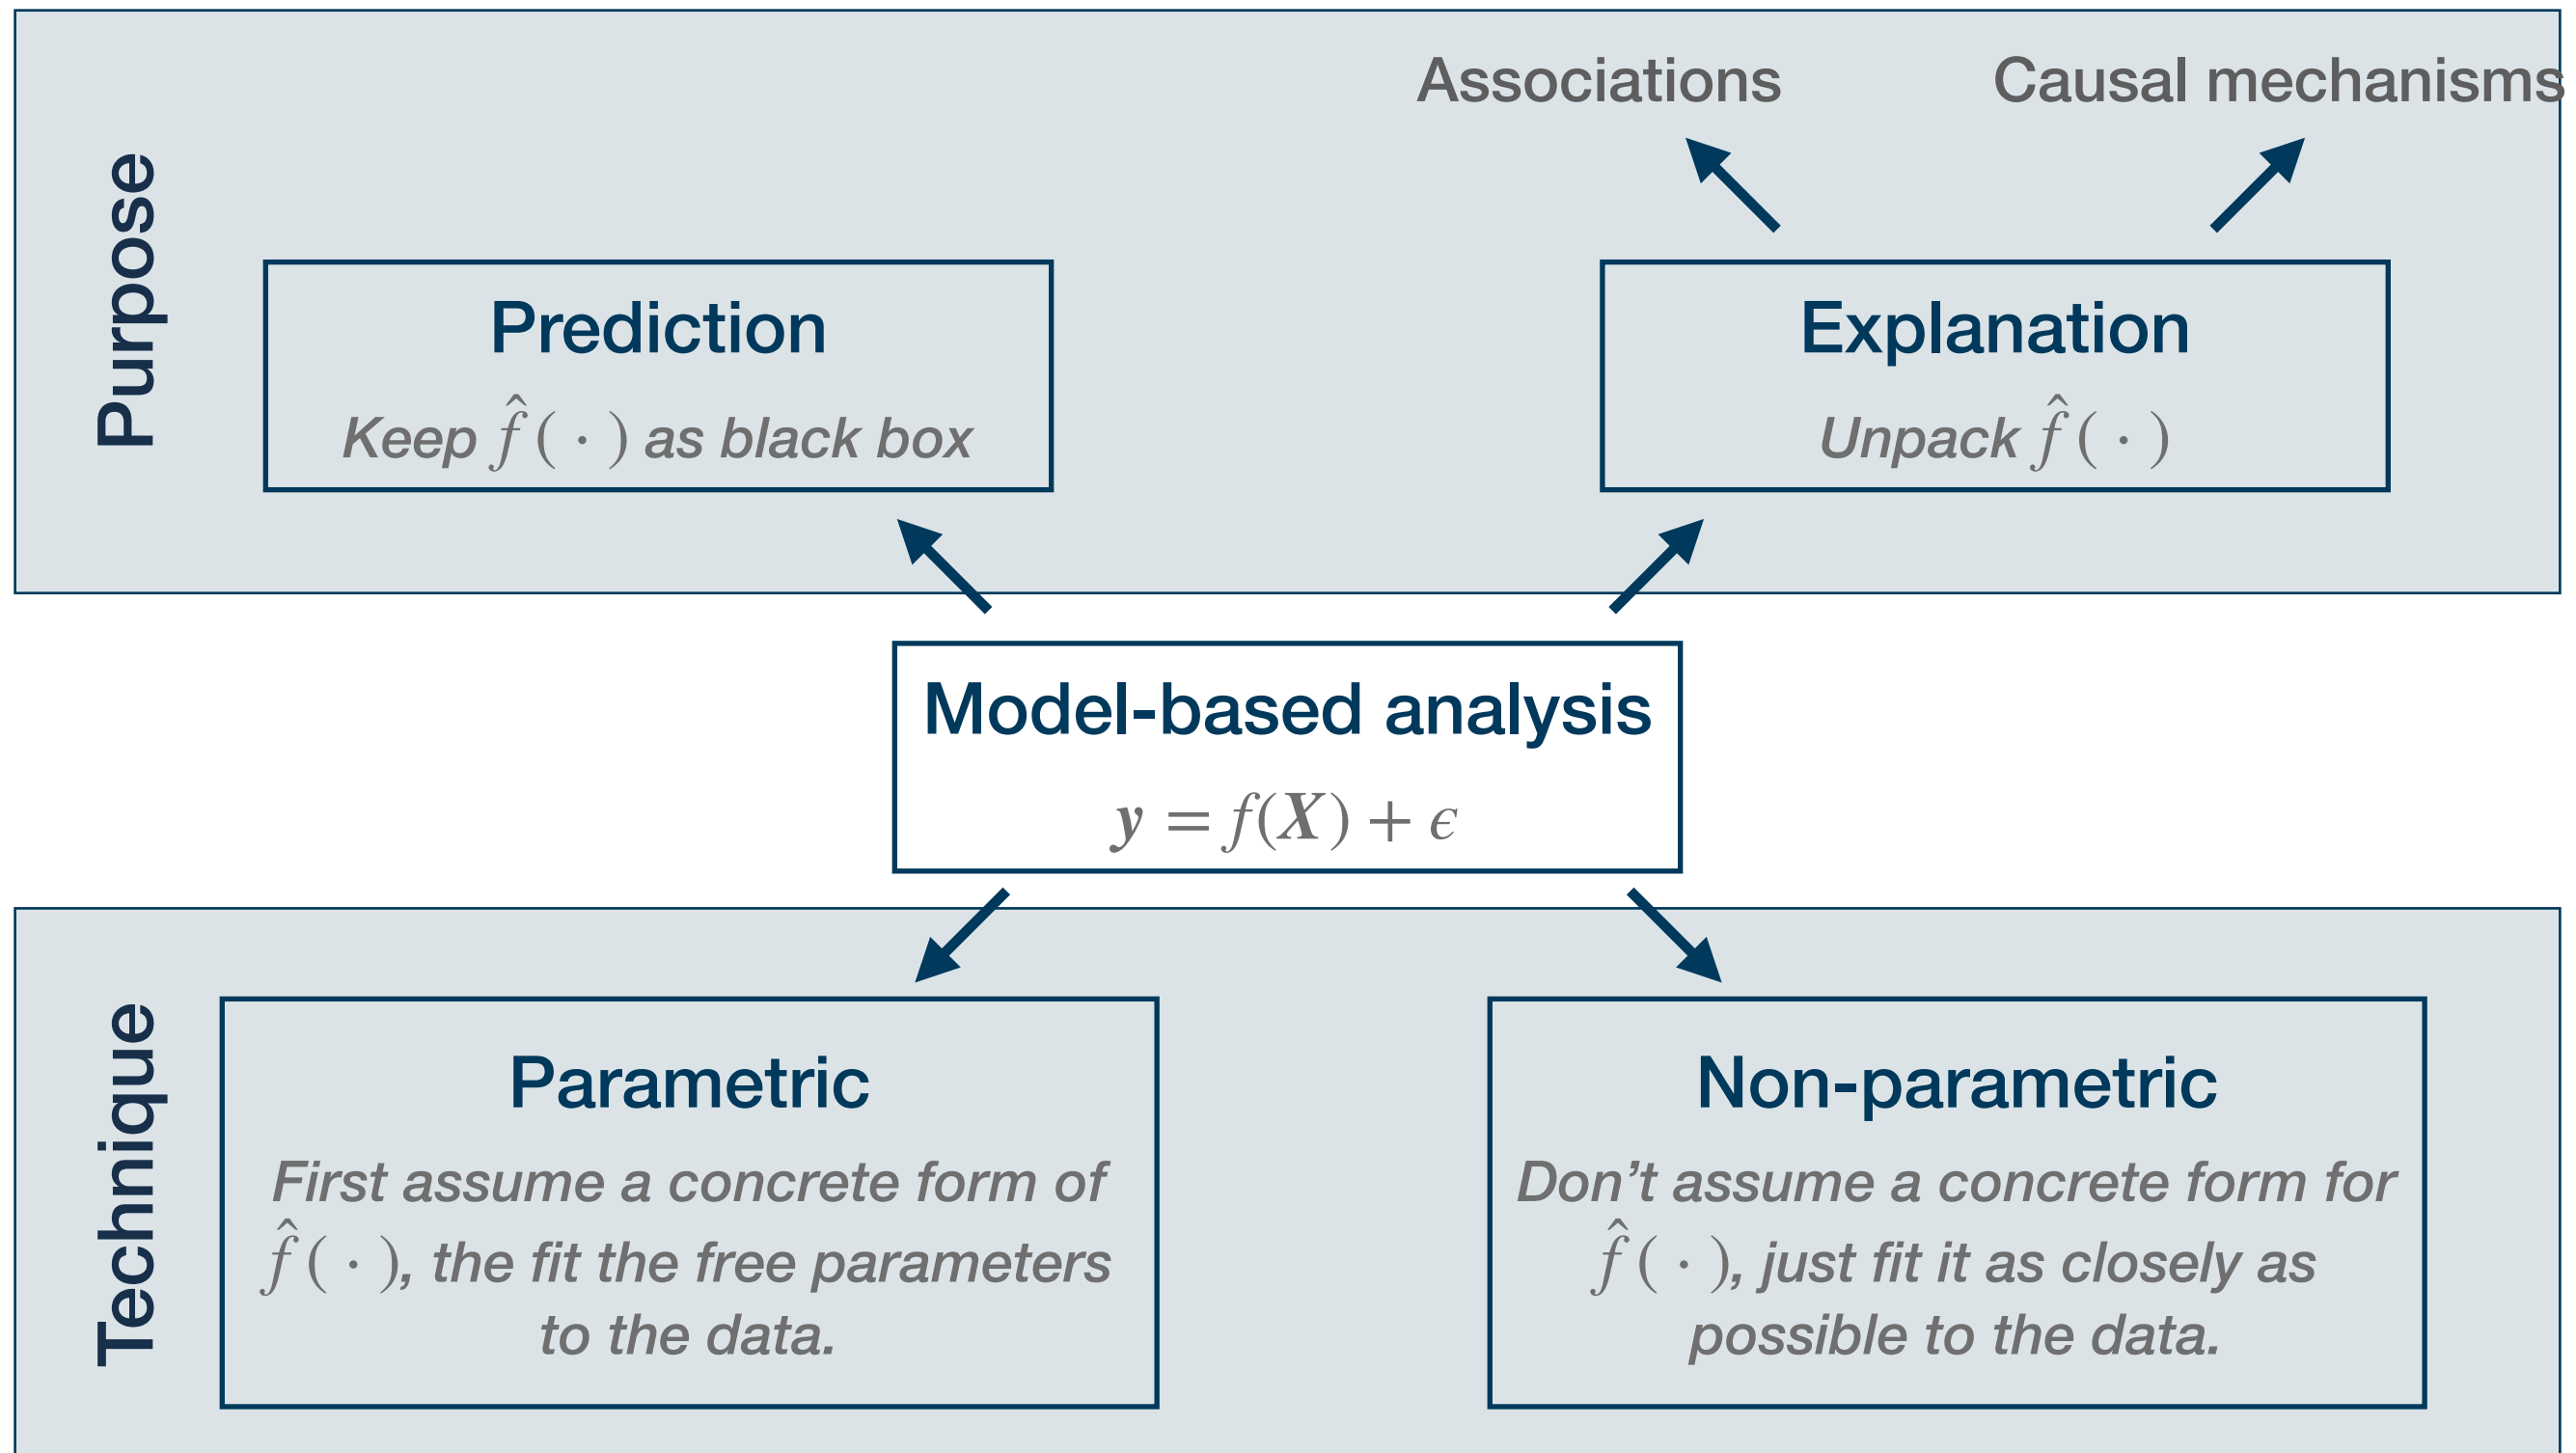 Purpose
Associations
Causal mechanisms
Prediction
Keep f̂ ( · ) as black box
Explanation
Unpack f̂ ( · )
Model-based analysis
y = f(X) + ϵ
Technique
Parametric
First assume a concrete form of
f̂ ( · ), the fit the free parameters
to the data.
Non-parametric
Don’t assume a concrete form for
f̂ ( · ), just fit it as closely as
possible to the data.